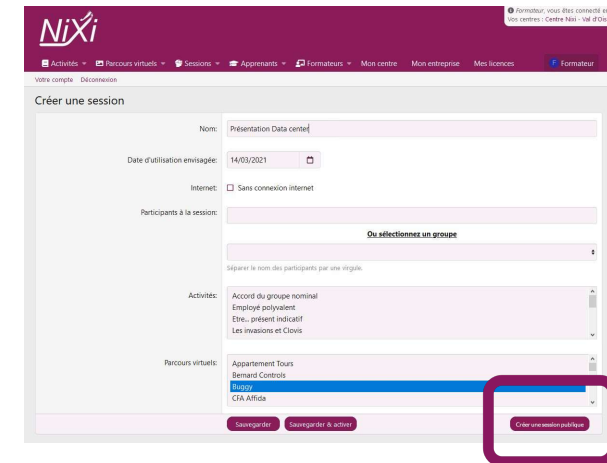 NiXi
Formateur, vous êtes connecté e
Vos centres : Centre Nixi - Val d'Ois
Activités Parcours virtuels Sessions Apprenants Formateurs Mon centre Mon entreprise Mes licences F Formateur
Votre compte Déconnexion
Créer une session
Nom: Présentation Data center
Date d'utilisation envisagée: 14/03/2021
Internet: Sans connexion internet
Participants à la session:
Ou sélectionnez un groupe
Séparer le nom des participants par une virgule.
Activités: Accord du groupe nominal
Employé polyvalent
Etre... présent indicatif
Les invasions et Clovis
Parcours virtuels: Appartement Tours
Bernard Controls
Buggy
CFA Affida
Sauvegarder Sauvegarder & activer Créer une session publique